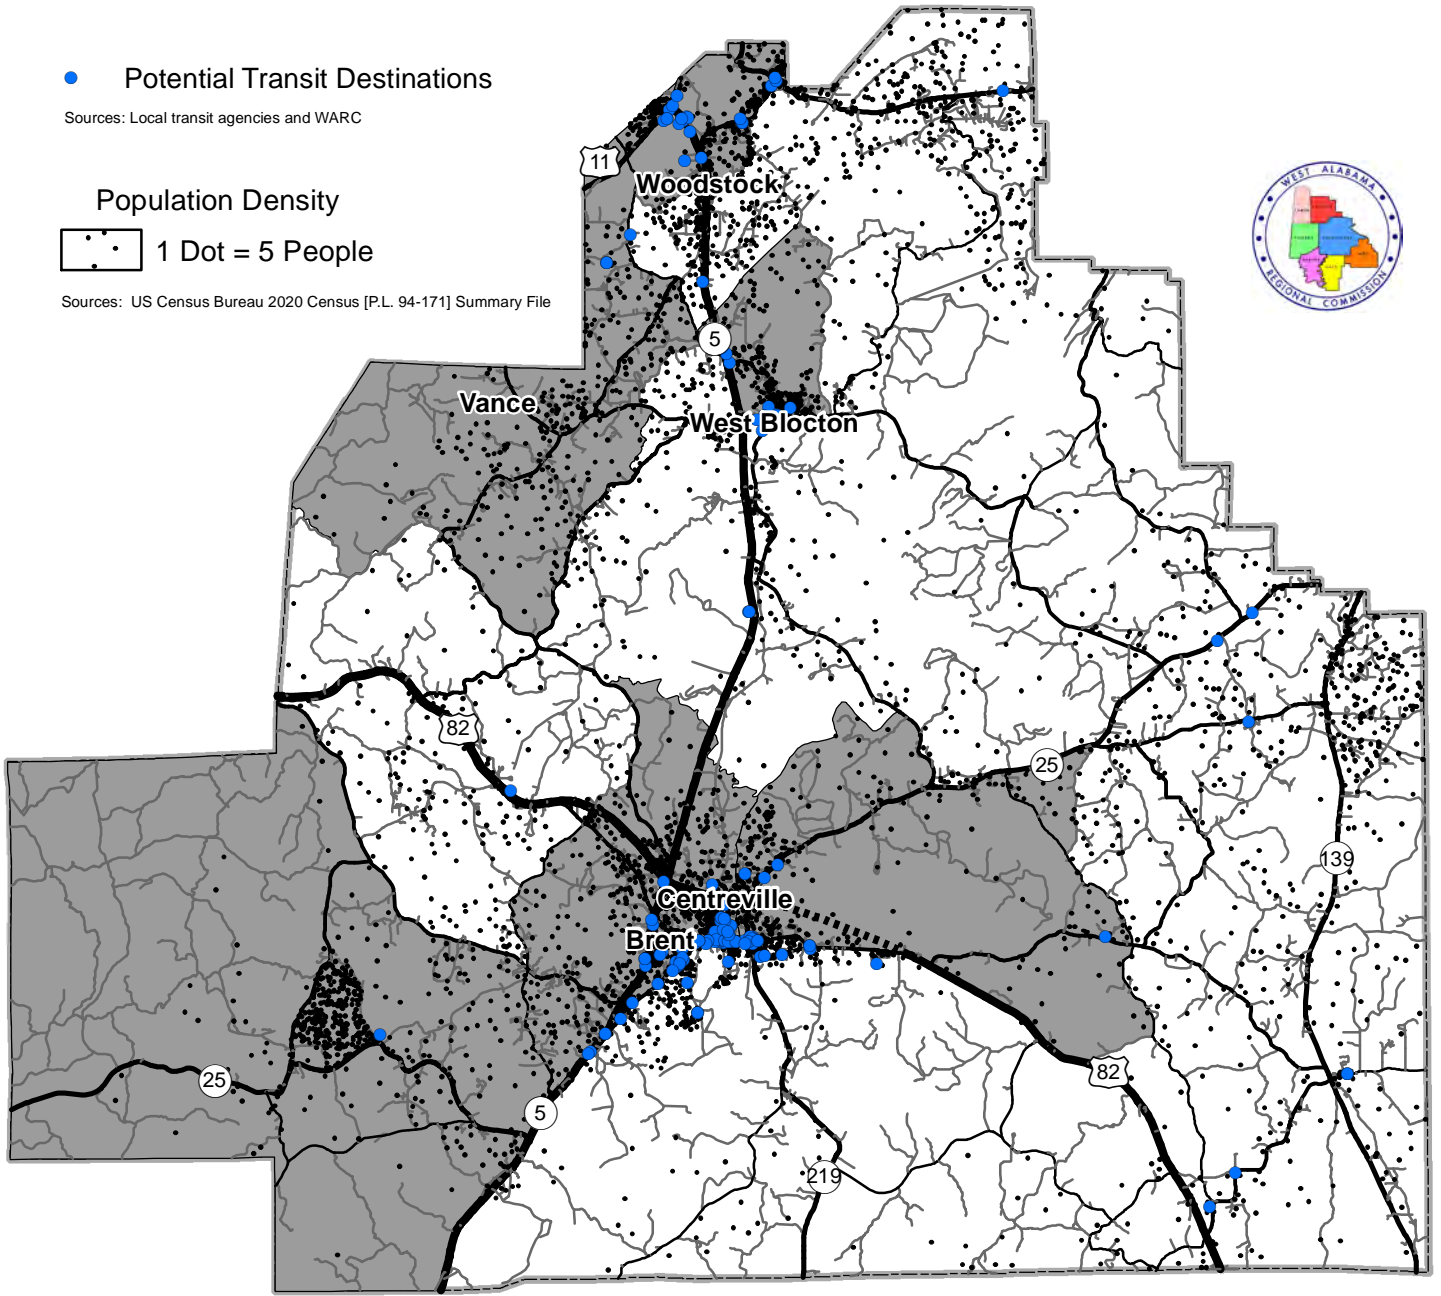 Potential Transit Destinations
Sources: Local transit agencies and WARC
Population Density
1 Dot = 5 People
Sources: US Census Bureau 2020 Census [P.L. 94-171] Summary File
WEST ALABAMA
REGIONAL COMMISSION
11
Woodstock
5
Vance
West Blocton
82
25
139
Centreville
Brent
25
82
5
219